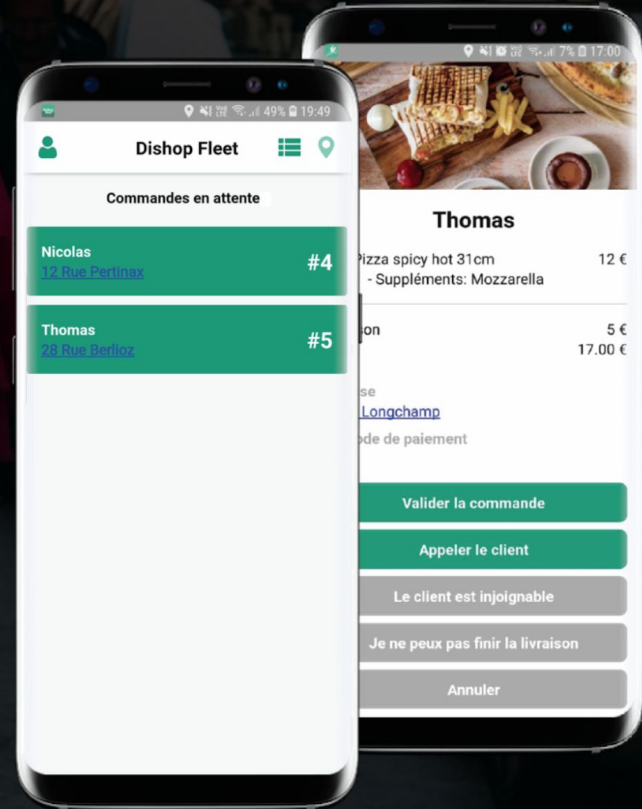 49% 19:49
Dishop Fleet
Commandes en attente
Nicolas
12 Rue Pertinax
#4
Thomas
28 Rue Berlioz
#5
7% 17:00
Thomas
Pizza spicy hot 31cm 12 €
- Suppléments: Mozzarella
5 €
17.00 €
Longchamp
de de paiement
Valider la commande
Appeler le client
Le client est injoignable
Je ne peux pas finir la livraison
Annuler